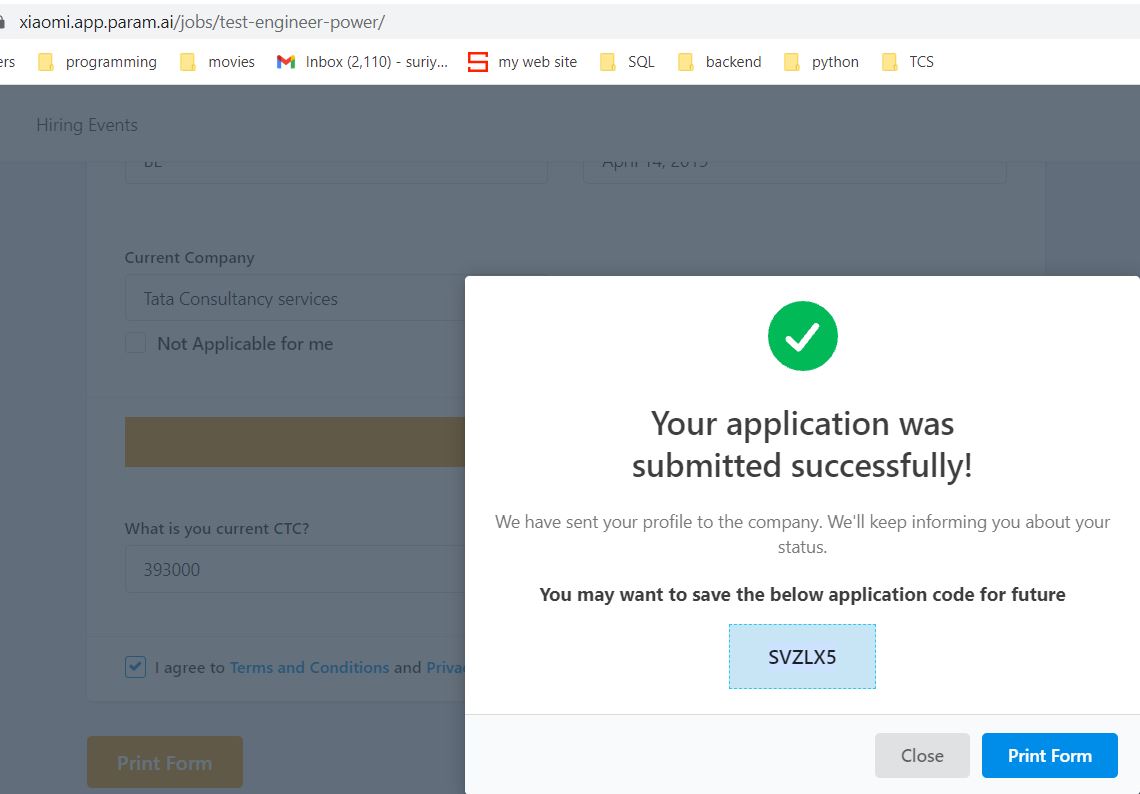 xiaomi.app.param.ai/jobs/test-engineer-power/
ers programming movies Inbox (2,110) - suriy... my web site SQL backend python TCS
Hiring Events
BE April 14, 2015
Current Company
Tata Consultancy services
Not Applicable for me
What is you current CTC?
393000
I agree to Terms and Conditions and Priva
Print Form
Your application was
submitted successfully!
We have sent your profile to the company. We'll keep informing you about your
status.
You may want to save the below application code for future
SVZLX5
Close Print Form